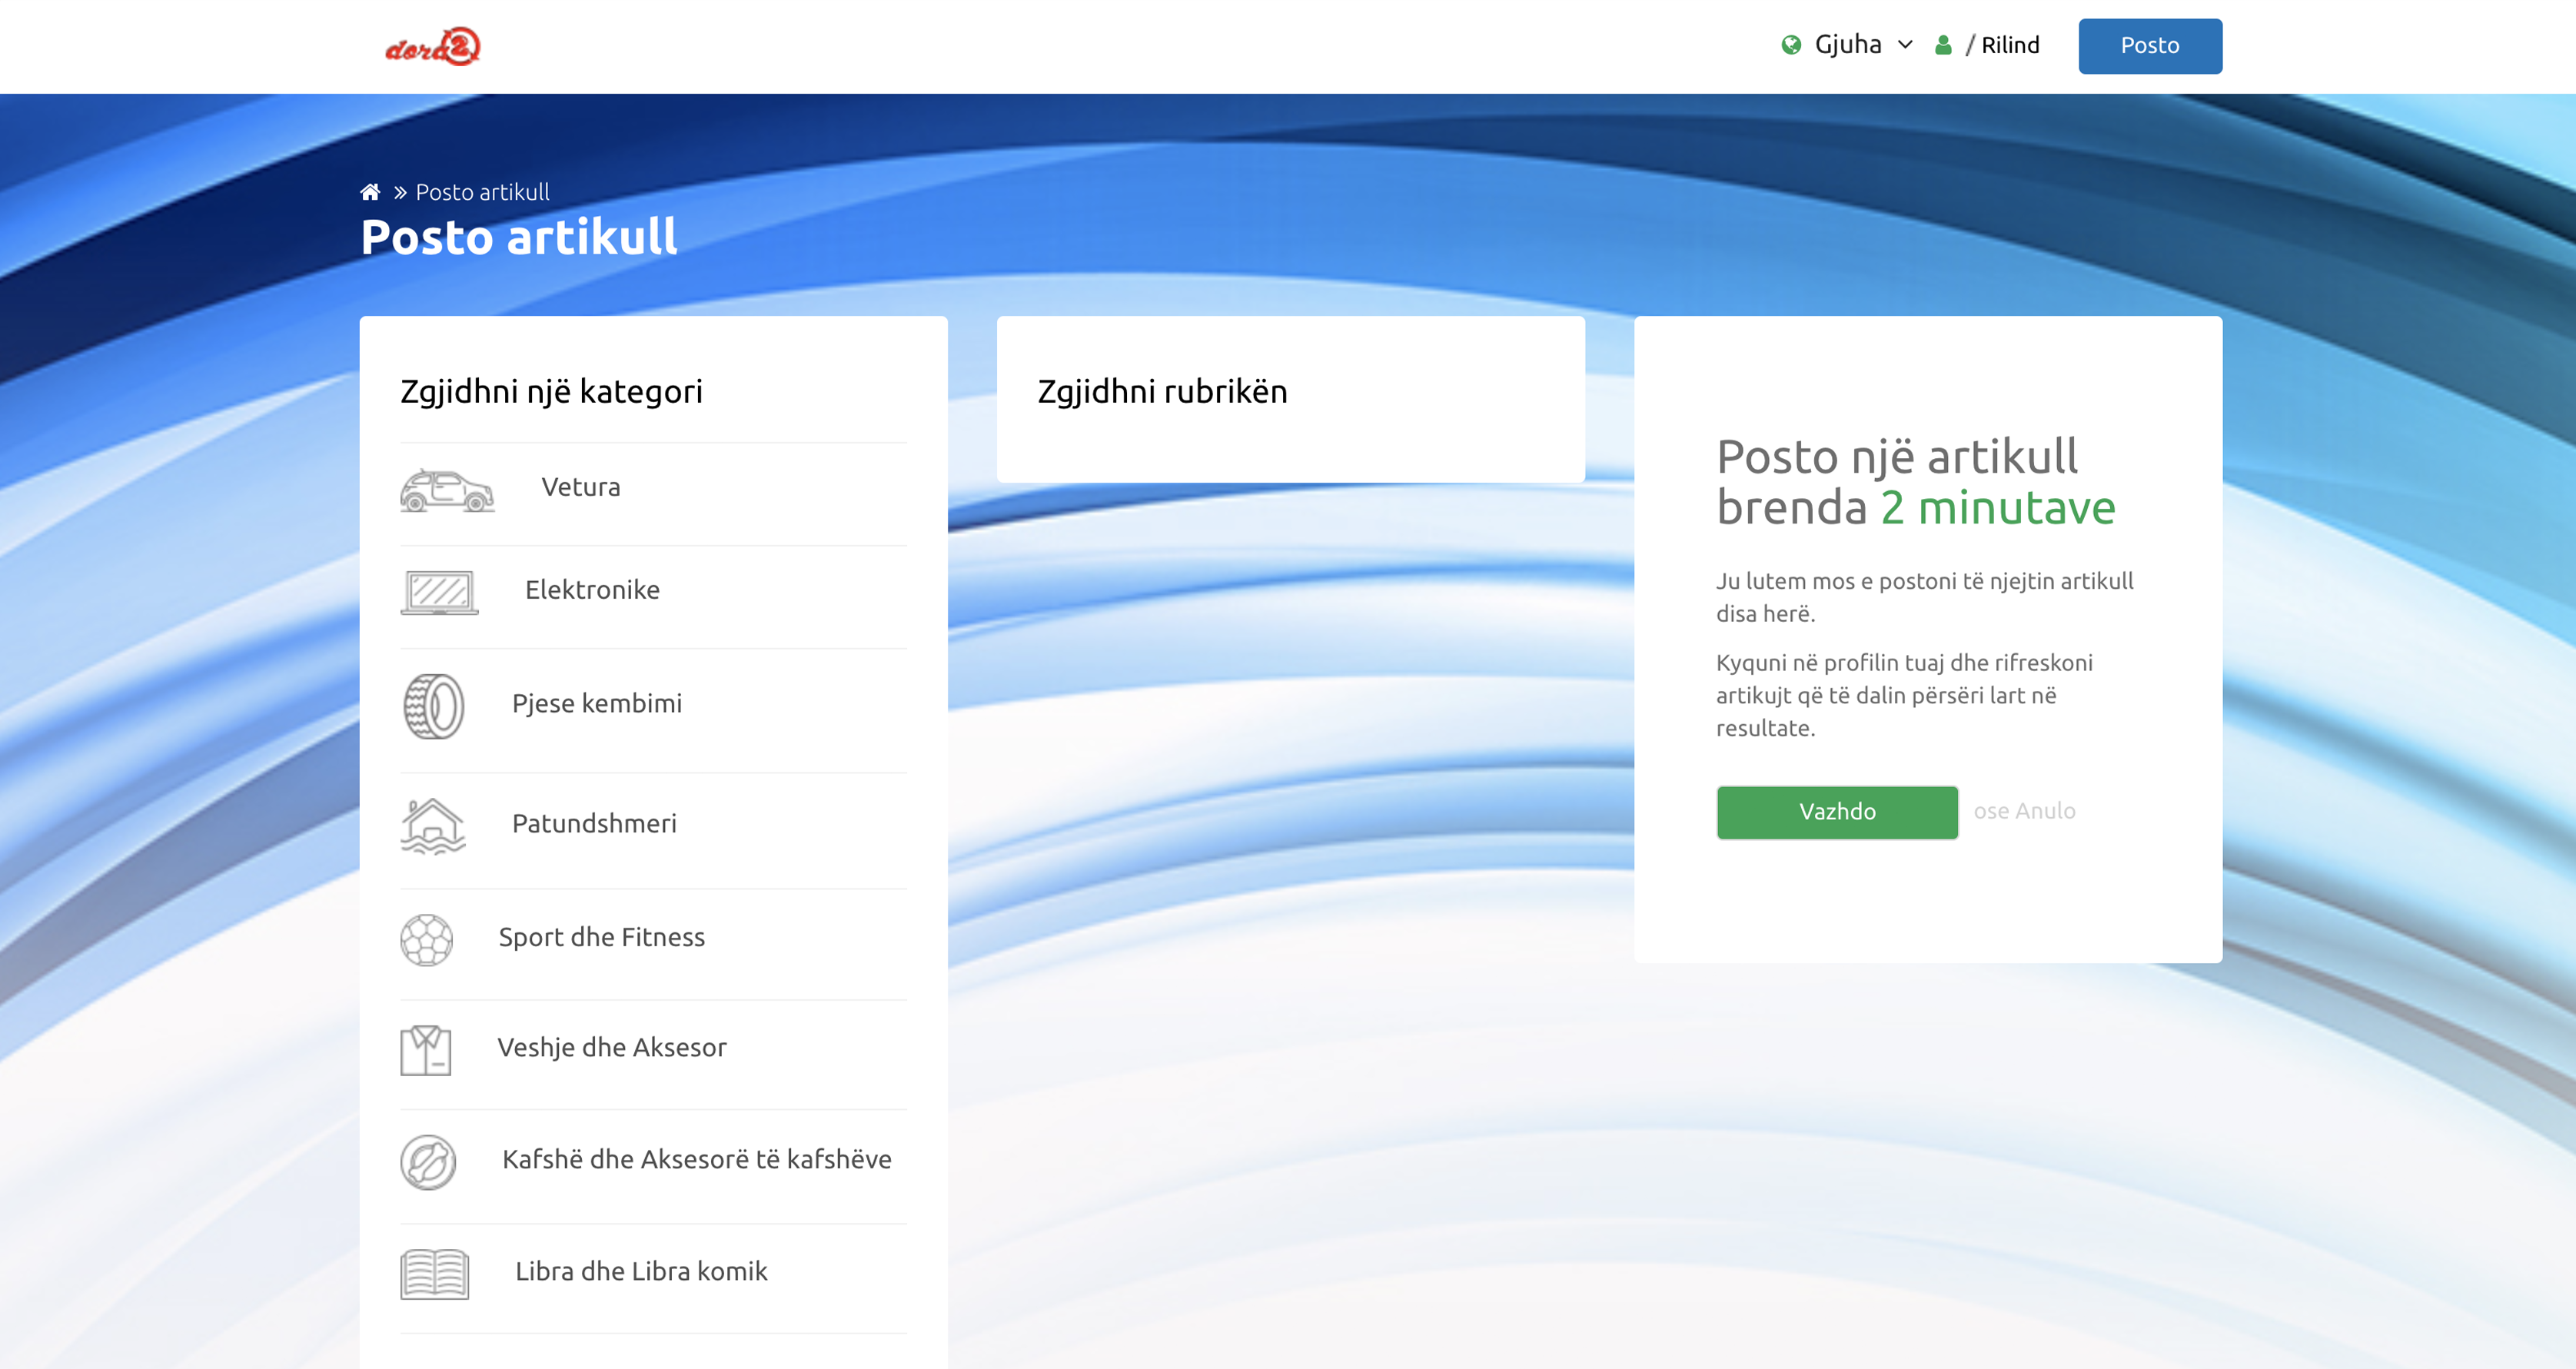 dora2
Gjuha
/ Rilind
Posto
» Posto artikull
Posto artikull
Zgjidhni një kategori
Vetura
Elektronike
Pjese kembimi
Patundshmeri
Sport dhe Fitness
Veshje dhe Aksesor
Kafshë dhe Aksesorë të kafshëve
Libra dhe Libra komik
Zgjidhni rubrikën
Posto një artikull
brenda 2 minutave
Ju lutem mos e postoni të njejtin artikull
disa herë.
Kyquni në profilin tuaj dhe rifreskoni
artikujt që të dalin përsëri lart në
resultate.
Vazhdo
ose Anulo